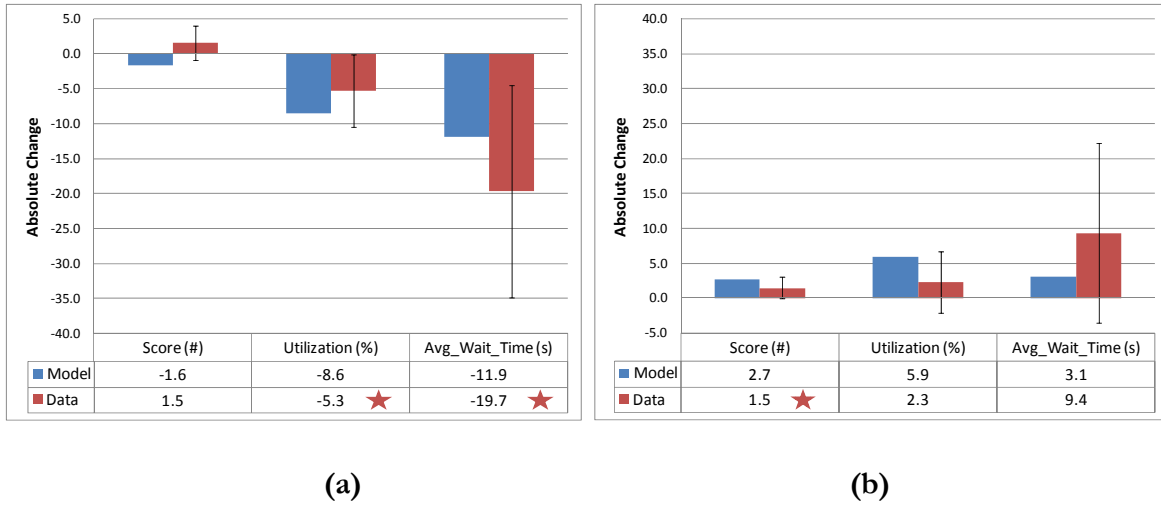 5.0
0.0
-5.0
-10.0
-15.0
-20.0
-25.0
-30.0
-35.0
-40.0
Absolute Change
Score (#) Utilization (%) Avg_Wait_Time (s)
Model -1.6 -8.6 -11.9
Data 1.5 -5.3 -19.7
(a)
40.0
35.0
30.0
25.0
20.0
15.0
10.0
5.0
0.0
-5.0
Absolute Change
Score (#) Utilization (%) Avg_Wait_Time (s)
Model 2.7 5.9 3.1
Data 1.5 2.3 9.4
(b)